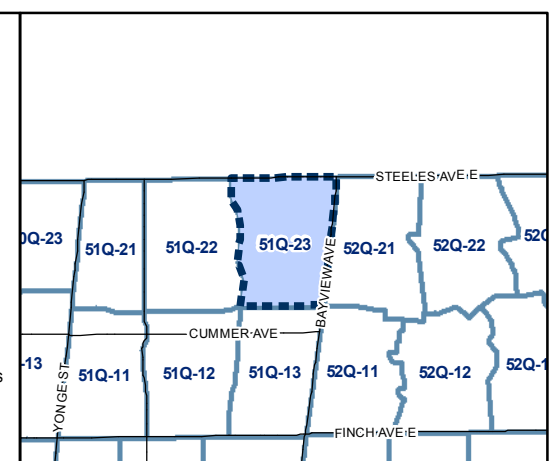 STEELES AVE E
0Q-23
51Q-21
51Q-22
51Q-23
52Q-21
52Q-22
BAYVIEW AVE
CUMMER AVE
-13
51Q-11
51Q-12
51Q-13
52Q-11
52Q-12
52Q-1
YONGE ST
s
FINCH AVE E